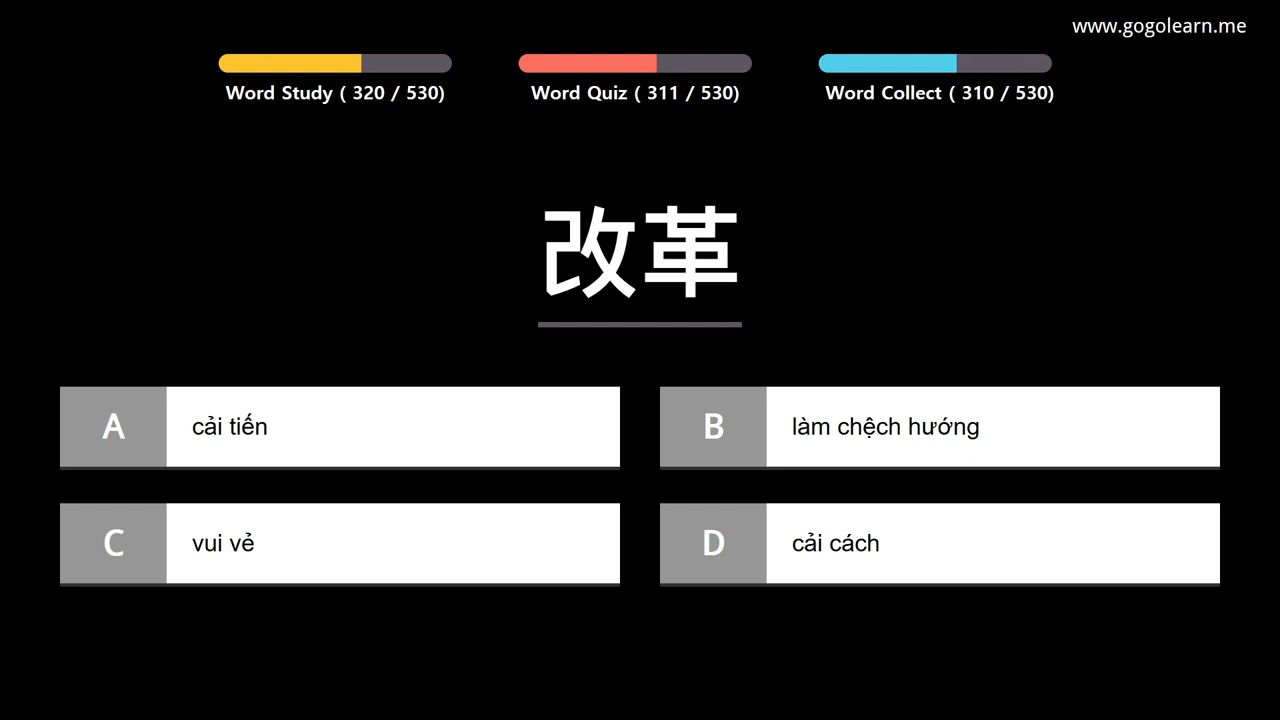 www.gogolearn.me
Word Study ( 320 / 530)
Word Quiz ( 311 / 530)
Word Collect ( 310 / 530)
改革
A cải tiến
B làm chệch hướng
C vui vẻ
D cải cách